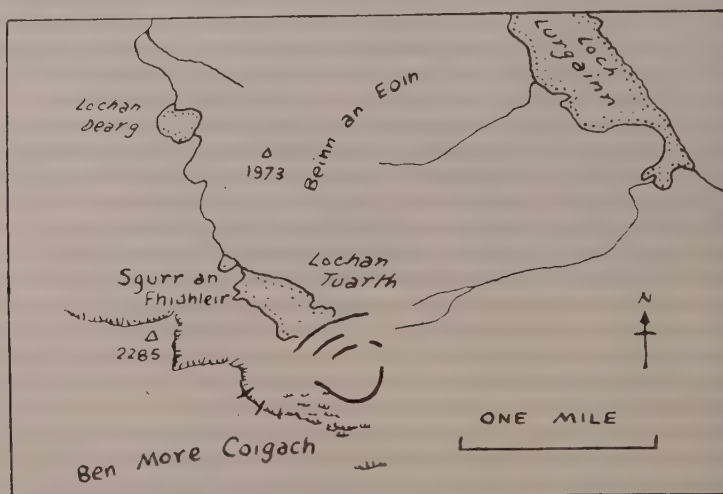 Loch
Lurgainn
Lochan
Dearg
Beinn an Eoin
1973
Lochan
Tuarth
Sgurr an
Fhidhleir
N
2285
ONE MILE
Ben More Coigach